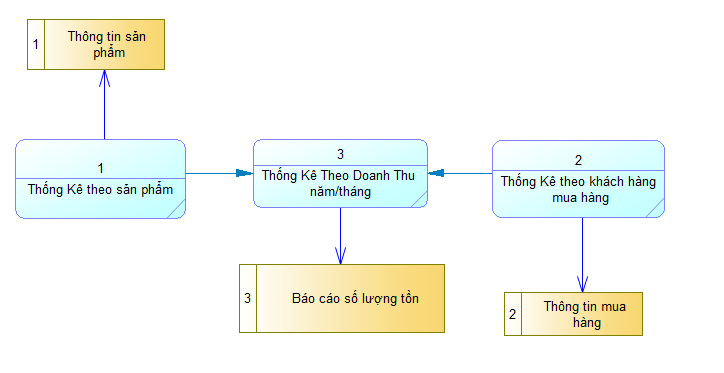 1
Thông tin sản
phẩm
1
Thống Kê theo sản phẩm
3
Thống Kê Theo Doanh Thu
năm/tháng
2
Thống Kê theo khách hàng
mua hàng
3
Báo cáo số lượng tồn
2
Thông tin mua
hàng